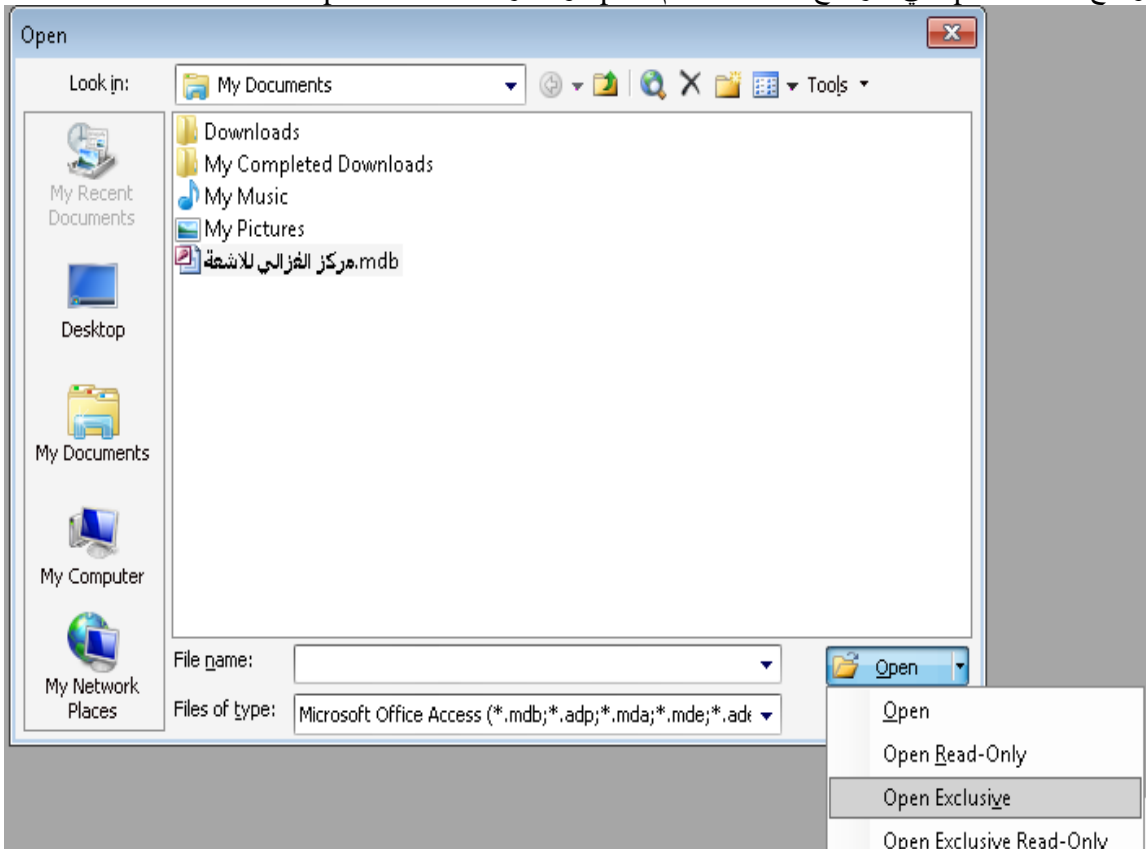 Open
Look in:
My Documents
Tools
My Recent
Documents
Desktop
My Documents
My Computer
My Network
Places
Downloads
My Completed Downloads
My Music
My Pictures
مركز الغزالي للاشعة.mdb
File name:
Open
Files of type:
Microsoft Office Access (*.mdb;*.adp;*.mda;*.mde;*.ade
Open
Open Read-Only
Open Exclusive
Open Exclusive Read-Only